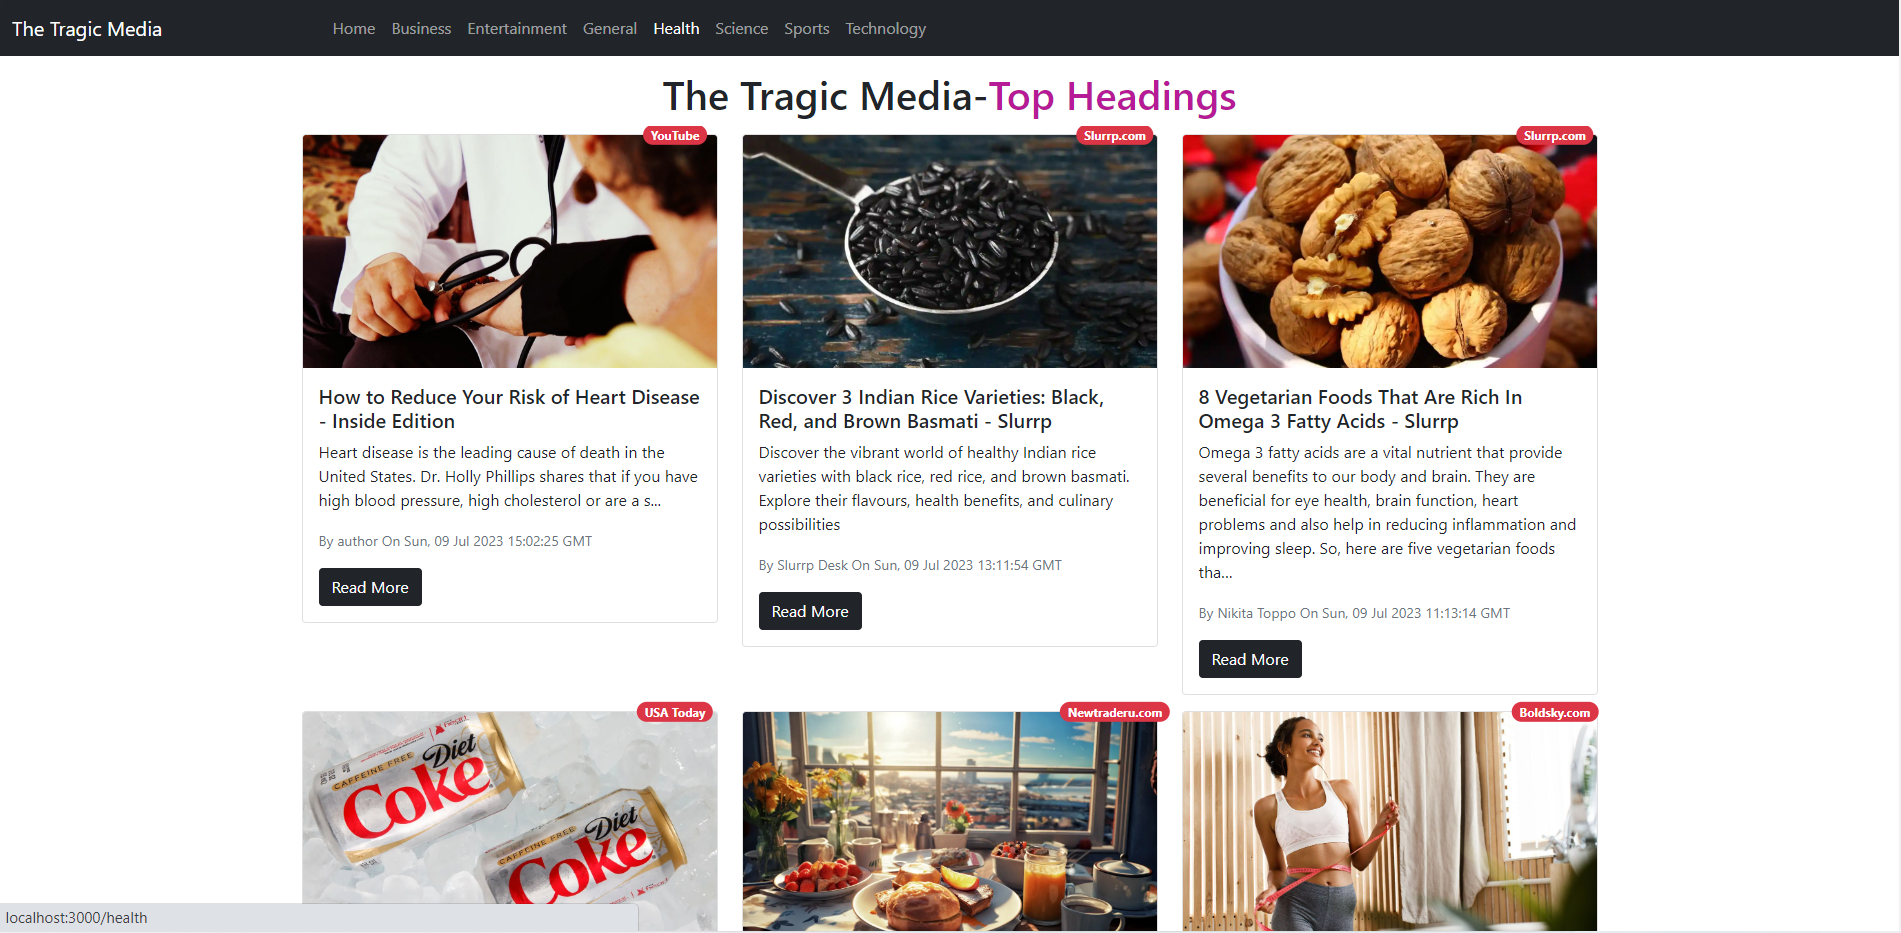 The Tragic Media
Home Business Entertainment General Health Science Sports Technology
The Tragic Media-Top Headings
YouTube
How to Reduce Your Risk of Heart Disease
- Inside Edition
Heart disease is the leading cause of death in the
United States. Dr. Holly Phillips shares that if you have
high blood pressure, high cholesterol or are a s...
By author On Sun, 09 Jul 2023 15:02:25 GMT
Read More
Slurrp.com
Discover 3 Indian Rice Varieties: Black,
Red, and Brown Basmati - Slurrp
Discover the vibrant world of healthy Indian rice
varieties with black rice, red rice, and brown basmati.
Explore their flavours, health benefits, and culinary
possibilities
By Slurrp Desk On Sun, 09 Jul 2023 13:11:54 GMT
Read More
Slurrp.com
8 Vegetarian Foods That Are Rich In
Omega 3 Fatty Acids - Slurrp
Omega 3 fatty acids are a vital nutrient that provide
several benefits to our body and brain. They are
beneficial for eye health, brain function, heart
problems and also help in reducing inflammation and
improving sleep. So, here are five vegetarian foods
tha...
By Nikita Toppo On Sun, 09 Jul 2023 11:13:14 GMT
Read More
USA Today
CAFFEINE FREE
Diet
Coke
CAFFEINE FREE
Diet
Coke
Newtraderu.com
Boldsky.com
localhost:3000/health